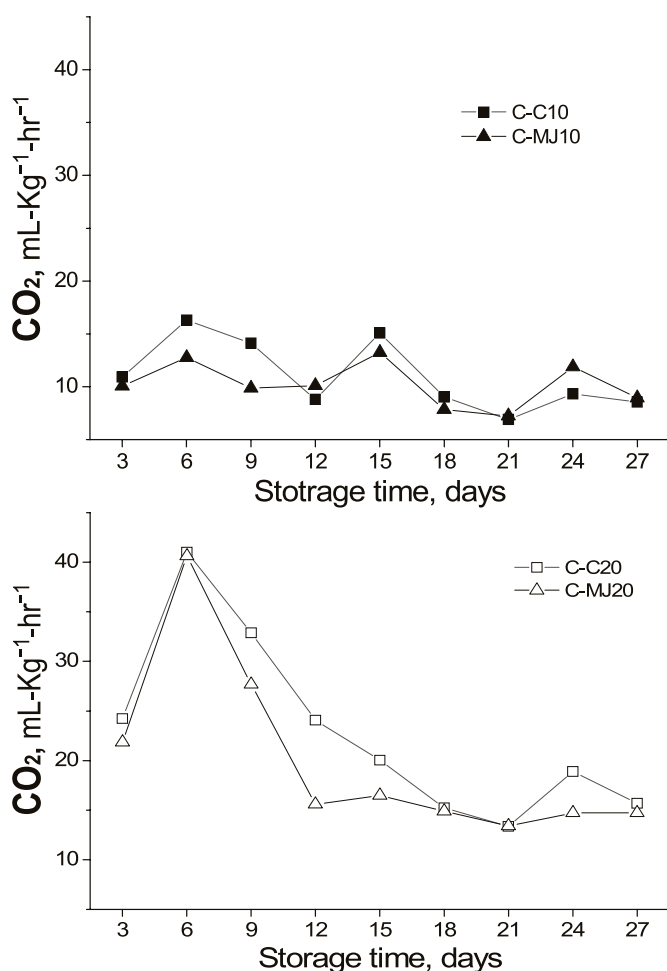 40
30
20
10
CO₂, mL-Kg⁻¹-hr⁻¹
C-C10
C-MJ10
3 6 9 12 15 18 21 24 27
Stotrage time, days
40
30
20
10
CO₂, mL-Kg⁻¹-hr⁻¹
C-C20
C-MJ20
3 6 9 12 15 18 21 24 27
Storage time, days